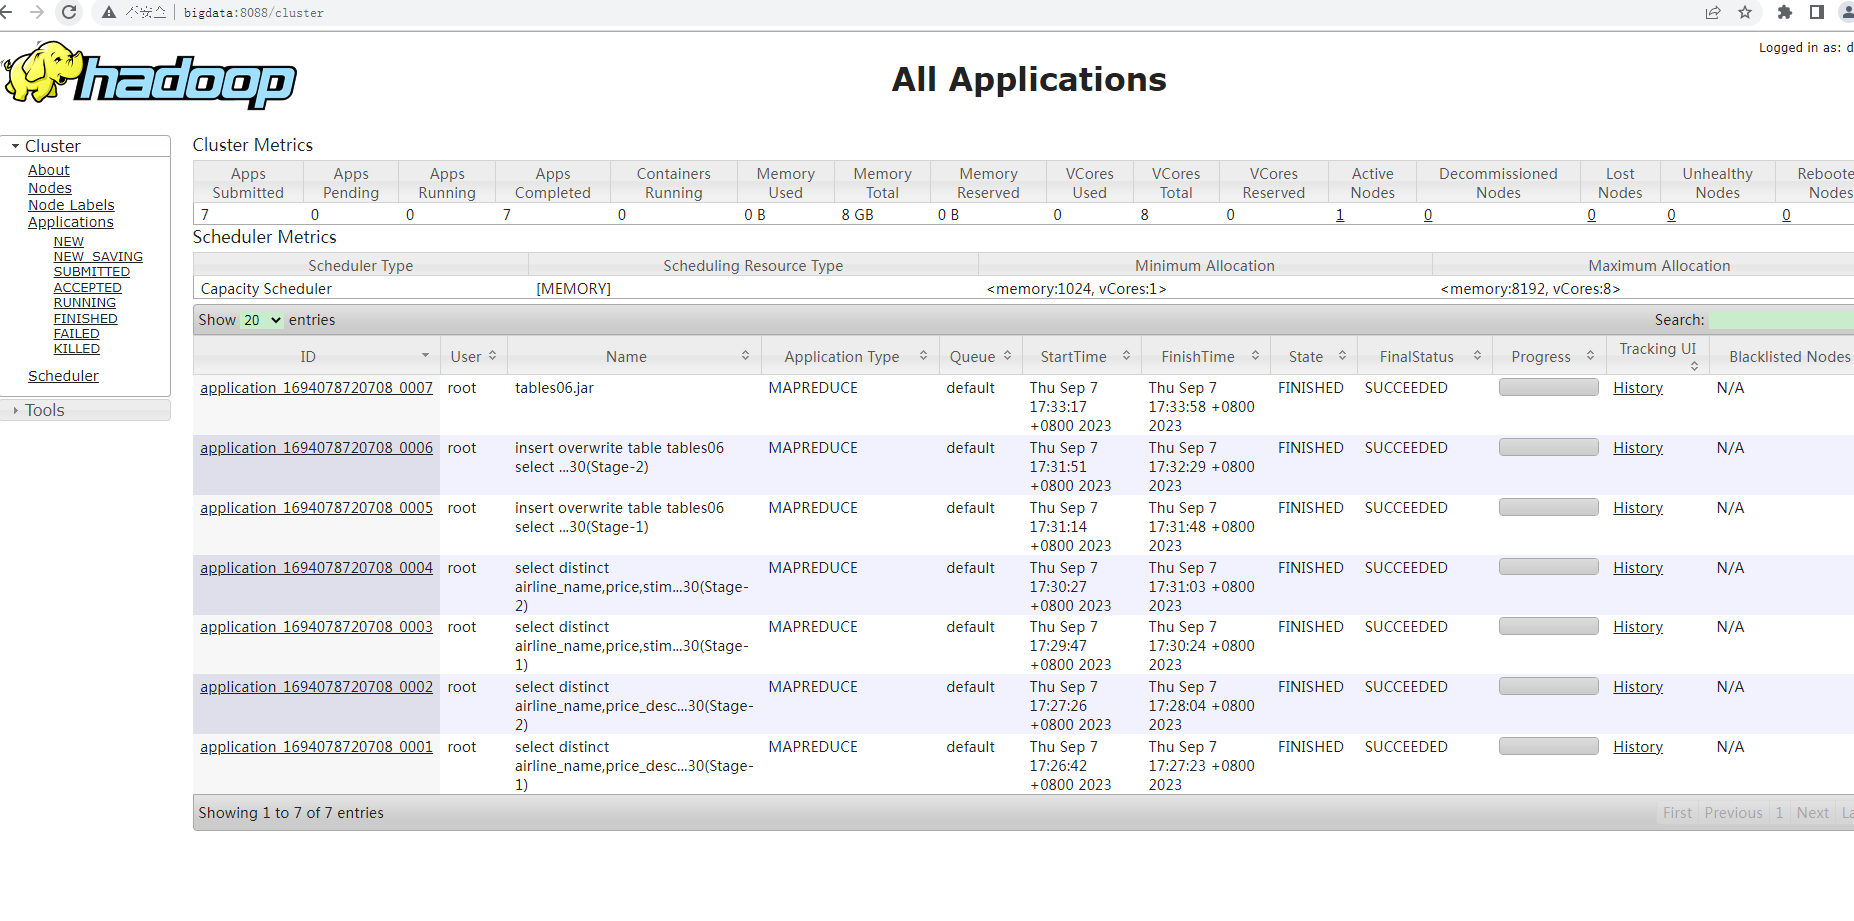 不安全 bigdata:8088/cluster
Logged in as: d
hadoop
All Applications
Cluster
About
Nodes
Node Labels
Applications
NEW
NEW_SAVING
SUBMITTED
ACCEPTED
RUNNING
FINISHED
FAILED
KILLED
Scheduler
Tools
Cluster Metrics
Apps Submitted Apps Pending Apps Running Apps Completed Containers Running Memory Used Memory Total Memory Reserved VCores Used VCores Total VCores Reserved Active Nodes Decommissioned Nodes Lost Nodes Unhealthy Nodes Reboote Nodes
7 0 0 7 0 0 B 8 GB 0 B 0 8 0 1 0 0 0 0
Scheduler Metrics
Scheduler Type Scheduling Resource Type Minimum Allocation Maximum Allocation
Capacity Scheduler [MEMORY] <memory:1024, vCores:1> <memory:8192, vCores:8>
Show 20 entries Search:
ID User Name Application Type Queue StartTime FinishTime State FinalStatus Progress Tracking UI Blacklisted Nodes
application_1694078720708_0007 root tables06.jar MAPREDUCE default Thu Sep 7 17:33:17 +0800 2023 Thu Sep 7 17:33:58 +0800 2023 FINISHED SUCCEEDED History N/A
application_1694078720708_0006 root insert overwrite table tables06 select ...30(Stage-2) MAPREDUCE default Thu Sep 7 17:31:51 +0800 2023 Thu Sep 7 17:32:29 +0800 2023 FINISHED SUCCEEDED History N/A
application_1694078720708_0005 root insert overwrite table tables06 select ...30(Stage-1) MAPREDUCE default Thu Sep 7 17:31:14 +0800 2023 Thu Sep 7 17:31:48 +0800 2023 FINISHED SUCCEEDED History N/A
application_1694078720708_0004 root select distinct airline_name,price,stim...30(Stage-2) MAPREDUCE default Thu Sep 7 17:30:27 +0800 2023 Thu Sep 7 17:31:03 +0800 2023 FINISHED SUCCEEDED History N/A
application_1694078720708_0003 root select distinct airline_name,price,stim...30(Stage-1) MAPREDUCE default Thu Sep 7 17:29:47 +0800 2023 Thu Sep 7 17:30:24 +0800 2023 FINISHED SUCCEEDED History N/A
application_1694078720708_0002 root select distinct airline_name,price_desc...30(Stage-2) MAPREDUCE default Thu Sep 7 17:27:26 +0800 2023 Thu Sep 7 17:28:04 +0800 2023 FINISHED SUCCEEDED History N/A
application_1694078720708_0001 root select distinct airline_name,price_desc...30(Stage-1) MAPREDUCE default Thu Sep 7 17:26:42 +0800 2023 Thu Sep 7 17:27:23 +0800 2023 FINISHED SUCCEEDED History N/A
Showing 1 to 7 of 7 entries First Previous 1 Next La